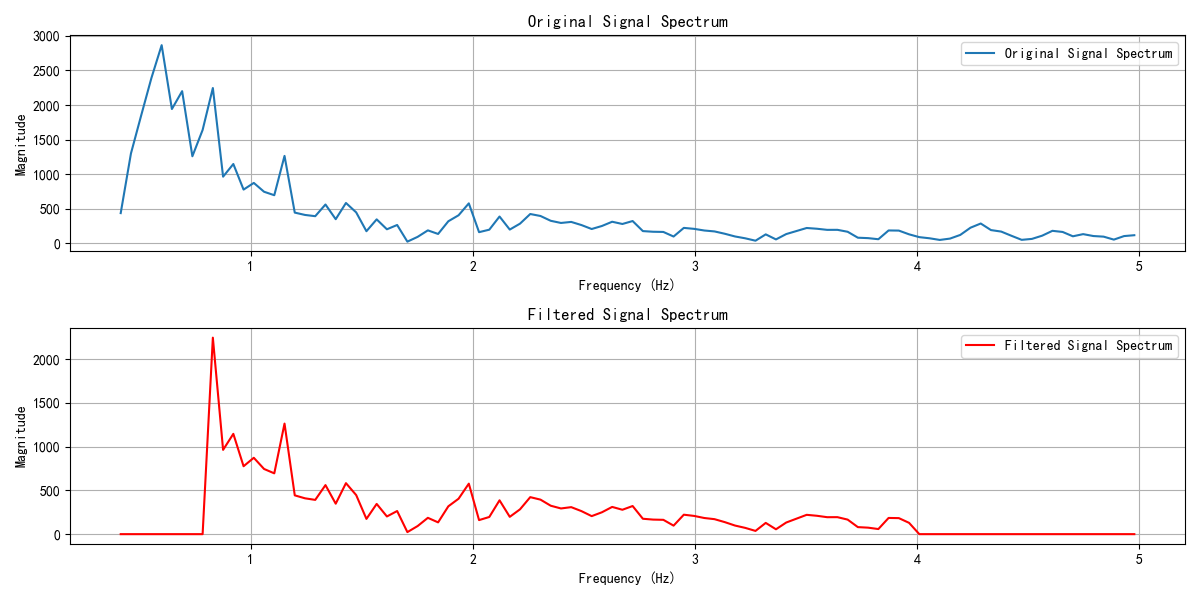 Original Signal Spectrum
3000
2500
2000
1500
1000
500
0
Magnitude
Original Signal Spectrum
1 2 3 4 5
Frequency (Hz)
Filtered Signal Spectrum
2000
1500
1000
500
0
Magnitude
Filtered Signal Spectrum
1 2 3 4 5
Frequency (Hz)